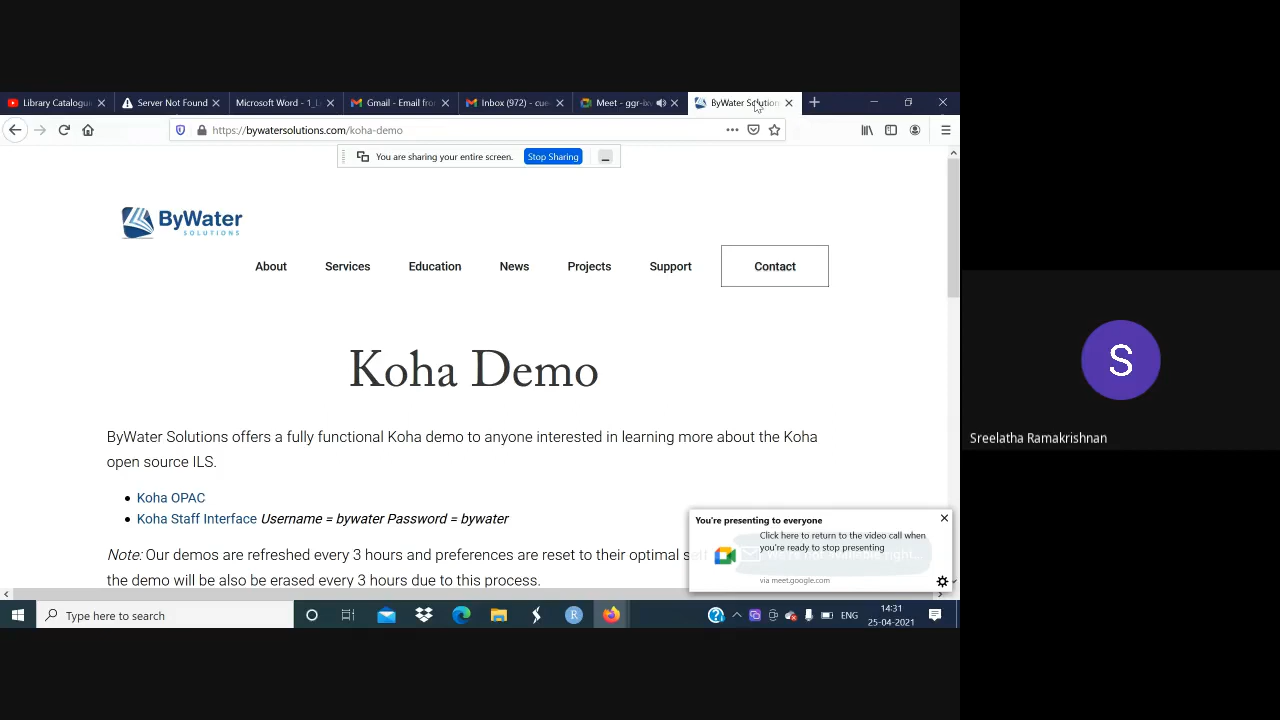 Library Catalogu
Server Not Found
Microsoft Word - 1_L
Gmail - Email fro
Inbox (972) - cue
Meet - ggr-ix
ByWater Solution
https://bywatersolutions.com/koha-demo
You are sharing your entire screen.
Stop Sharing
ByWater
SOLUTIONS
About
Services
Education
News
Projects
Support
Contact
Koha Demo
ByWater Solutions offers a fully functional Koha demo to anyone interested in learning more about the Koha
open source ILS.
Koha OPAC
Koha Staff Interface Username = bywater Password = bywater
Note: Our demos are refreshed every 3 hours and preferences are reset to their optimal
the demo will be also be erased every 3 hours due to this process.
You're presenting to everyone
Click here to return to the video call when
you're ready to stop presenting
via meet.google.com
S
Sreelatha Ramakrishnan
Type here to search
ENG
14:31
25-04-2021